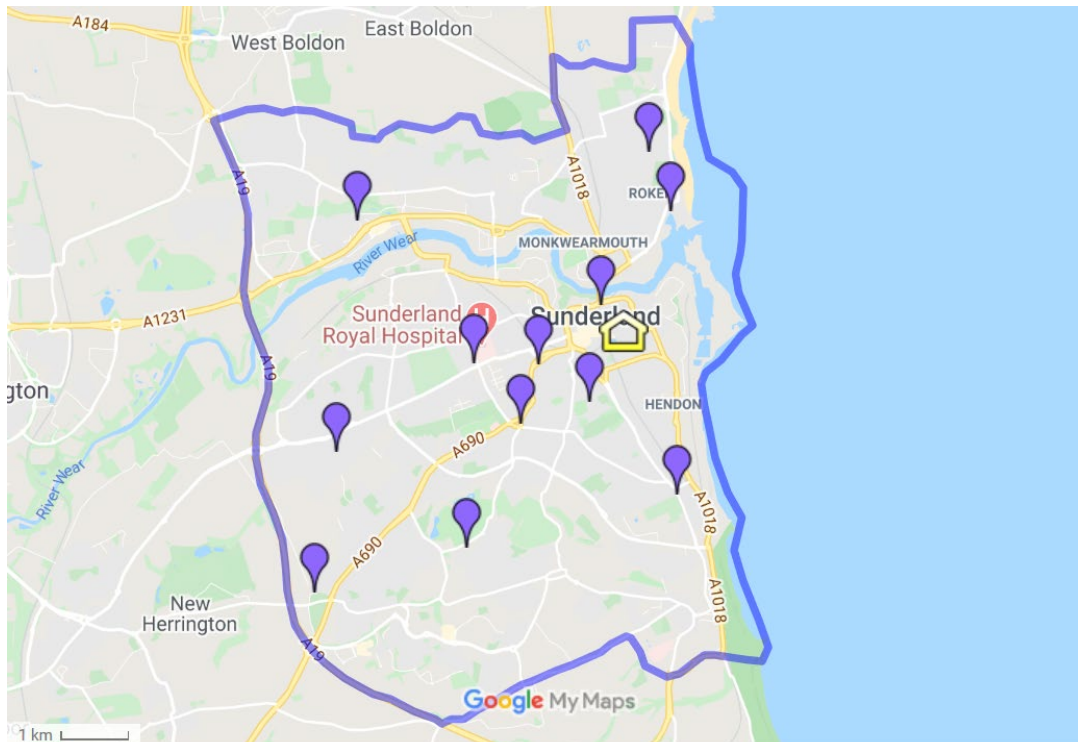 A184
East Boldon
West Boldon
A19
A1018
ROKE
MONKWEARMOUTH
River Wear
A1231
Sunderland
Royal Hospital
H
Sunderland
gton
HENDON
A19
A690
River Wear
A1018
A690
A1018
New
Herrington
A19
Google My Maps
1 km